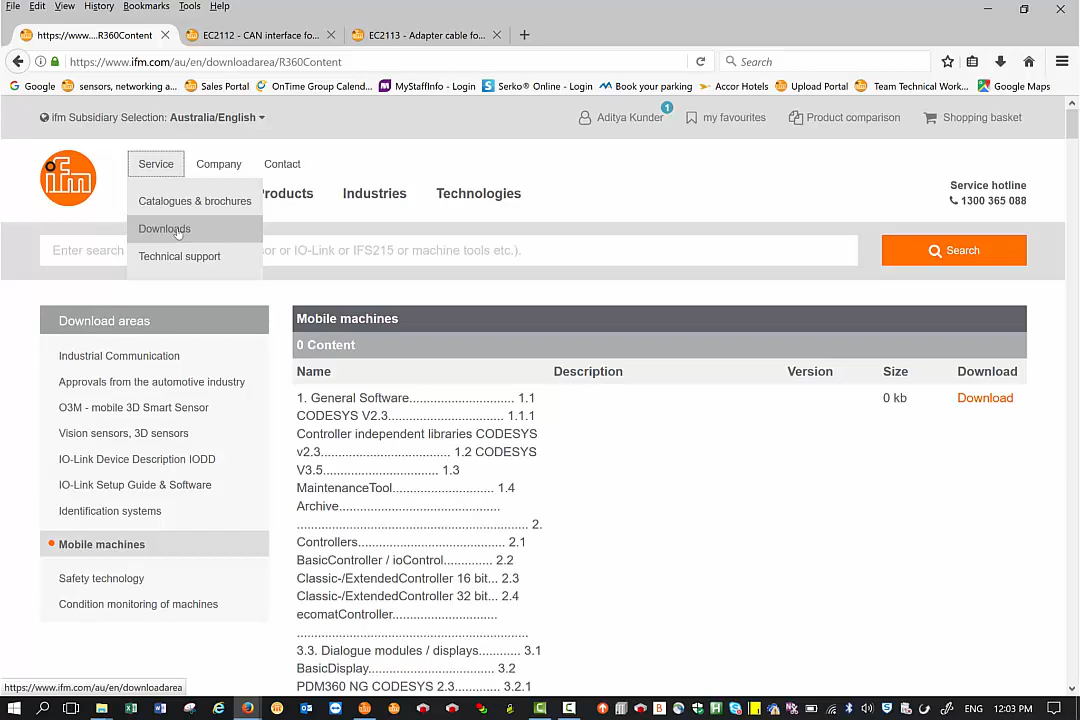 File Edit View History Bookmarks Tools Help
https://www....R360Content
EC2112 - CAN interface fo...
EC2113 - Adapter cable fo...
https://www.ifm.com/au/en/downloadarea/R360Content
Search
Google
sensors, networking a...
Sales Portal
OnTime Group Calend...
MyStaffInfo - Login
Serko® Online - Login
Book your parking
Accor Hotels
Upload Portal
Team Technical Work...
Google Maps
ifm Subsidiary Selection: Australia/English
Aditya Kunder
1
my favourites
Product comparison
Shopping basket
ifm
Service
Company
Contact
Catalogues & brochures
Downloads
Technical support
Products
Industries
Technologies
Service hotline
1300 365 088
Enter search
or or IO-Link or IFS215 or machine tools etc.).
Search
Download areas
Industrial Communication
Approvals from the automotive industry
O3M - mobile 3D Smart Sensor
Vision sensors, 3D sensors
IO-Link Device Description IODD
IO-Link Setup Guide & Software
Identification systems
Mobile machines
Safety technology
Condition monitoring of machines
Mobile machines
0 Content
Name Description Version Size Download
1. General Software............................ 1.1 0 kb Download
CODESYS V2.3............................... 1.1.1
Controller independent libraries CODESYS
v2.3................................... 1.2 CODESYS
V3.5............................... 1.3
MaintenanceTool........................... 1.4
Archive...........................................
.............................................................. 2.
Controllers....................................... 2.1
BasicController / ioControl............. 2.2
Classic-/ExtendedController 16 bit... 2.3
Classic-/ExtendedController 32 bit... 2.4
ecomatController...........................
..............................................................
3.3. Dialogue modules / displays............ 3.1
BasicDisplay.................................. 3.2
PDM360 NG CODESYS 2.3............ 3.2.1
https://www.ifm.com/au/en/downloadarea
ENG 12:03 PM